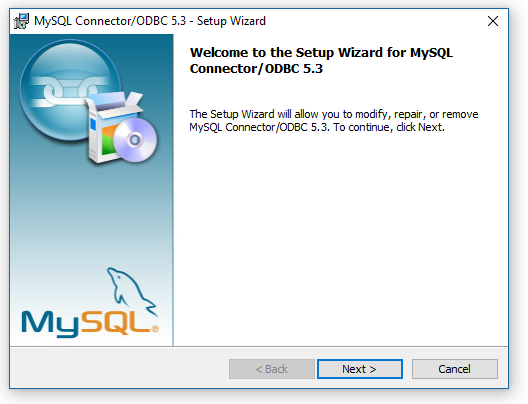 MySQL Connector/ODBC 5.3 - Setup Wizard
Welcome to the Setup Wizard for MySQL
Connector/ODBC 5.3
The Setup Wizard will allow you to modify, repair, or remove
MySQL Connector/ODBC 5.3. To continue, click Next.
MySQL®
< Back
Next >
Cancel